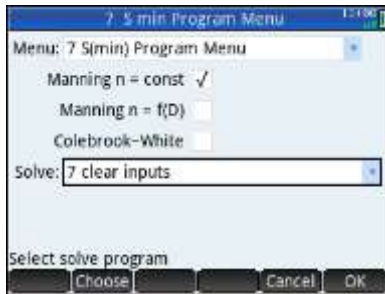 7 S min Program Menu
Menu: 7 S(min) Program Menu
Manning n = const ✓
Manning n = f(D)
Colebrook-White
Solve: 7 clear inputs
Select solve program
Choose Cancel OK